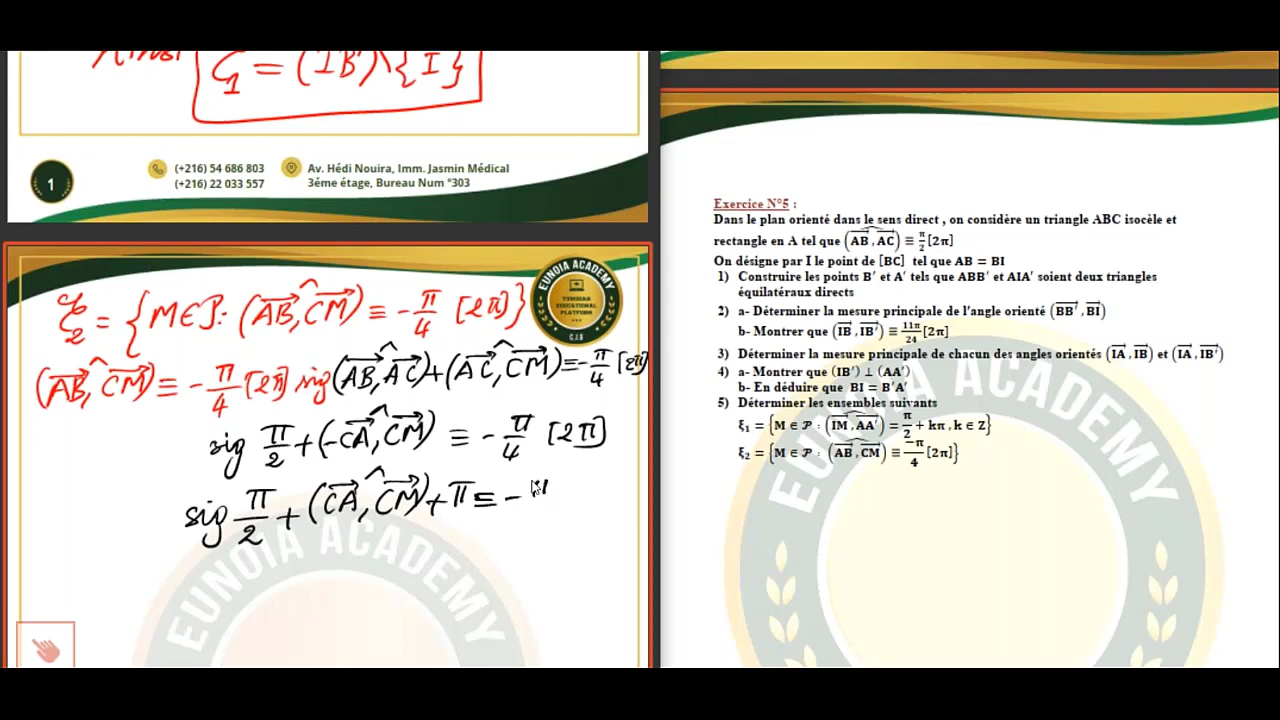 Ainsi ζ₁ = (IB')\{I}
1
(+216) 54 686 803
(+216) 22 033 557
Av. Hédi Nouira, Imm. Jasmin Médical
3éme étage, Bureau Num °303
EUNOIA ACADEMY
TUNISIAN
EDUCATIONAL
PLATFORM
ζ₂ = {M∈P: (AB, CM) ≡ -π/4 [2π]}
(AB, CM) ≡ -π/4 [2π] sig (AB, AC) + (AC, CM) ≡ -π/4 [2π]
sig π/2 + (-CA, CM) ≡ -π/4 [2π]
sig π/2 + (CA, CM) + π ≡ -
EUNOIA ACADEMY
Exercice N°5 :
Dans le plan orienté dans le sens direct , on considère un triangle ABC isocèle et
rectangle en A tel que (AB, AC) ≡ π/2 [2π]
On désigne par I le point de [BC] tel que AB = BI
1) Construire les points B′ et A′ tels que ABB′ et AIA′ soient deux triangles
équilatéraux directs
2) a- Déterminer la mesure principale de l'angle orienté (BB′, BI)
b- Montrer que (IB, IB′) ≡ 11π/24 [2π]
3) Déterminer la mesure principale de chacun des angles orientés (IA, IB) et (IA, IB′)
4) a- Montrer que (IB′) ⊥ (AA′)
b- En déduire que BI = B′A′
5) Déterminer les ensembles suivants
ξ₁ = {M ∈ P : (IM, AA′) = π/2 + kπ, k ∈ Z}
ξ₂ = {M ∈ P : (AB, CM) ≡ -π/4 [2π]}
EUNOIA ACADEMY